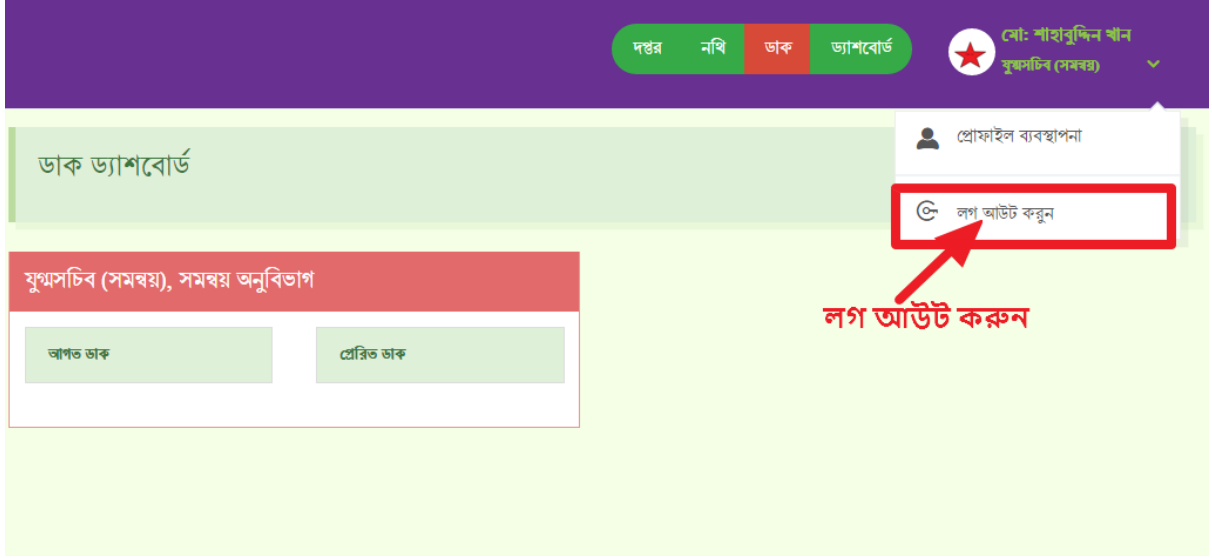 দপ্তর নথি ডাক ড্যাশবোর্ড
মো: শাহাবুদ্দিন খান
যুগ্মসচিব (সমন্বয়)
প্রোফাইল ব্যবস্থাপনা
ডাক ড্যাশবোর্ড
লগ আউট করুন
যুগ্মসচিব (সমন্বয়), সমন্বয় অনুবিভাগ
লগ আউট করুন
আগত ডাক প্রেরিত ডাক